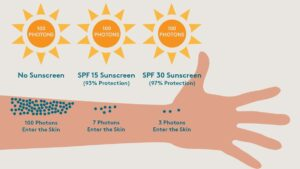 100
PHOTONS
100
PHOTONS
100
PHOTONS
No Sunscreen
SPF 15 Sunscreen
(93% Protection)
SPF 30 Sunscreen
(97% Protection)
100 Photons
Enter the Skin
7 Photons
Enter the Skin
3 Photons
Enter the Skin